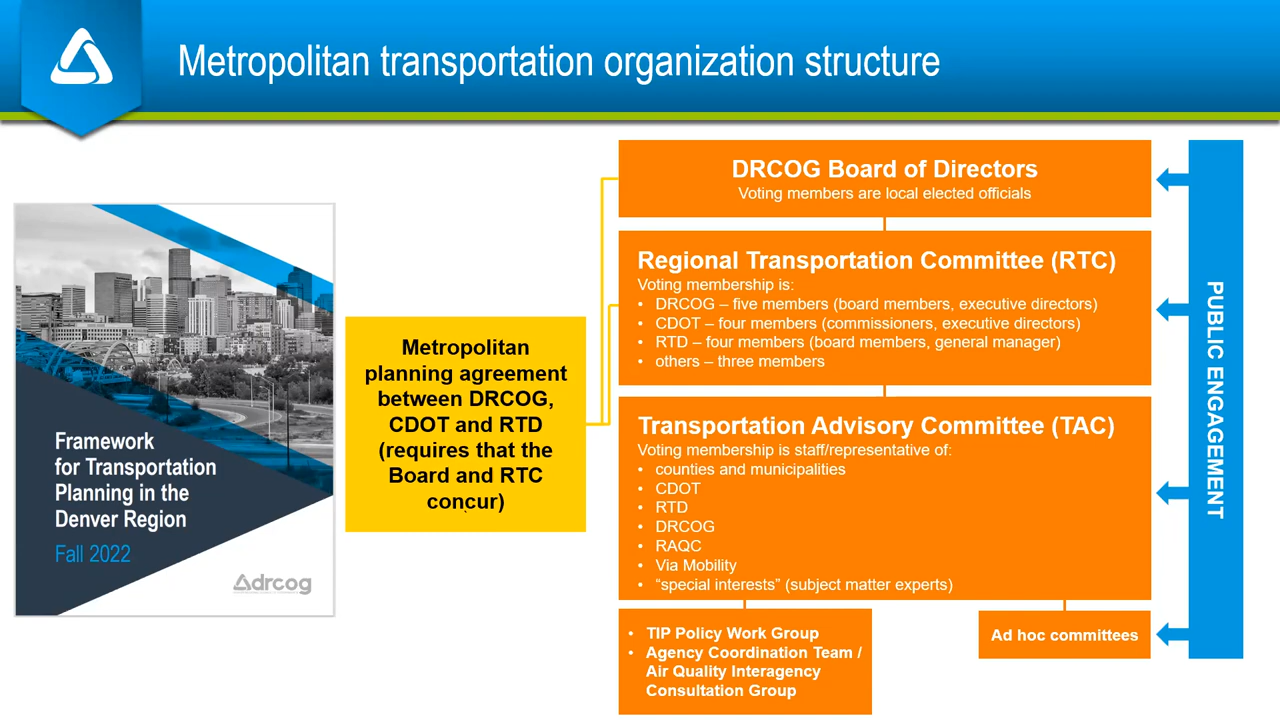 Metropolitan transportation organization structure
Framework
for Transportation
Planning in the
Denver Region
Fall 2022
drcog
Metropolitan
planning agreement
between DRCOG,
CDOT and RTD
(requires that the
Board and RTC
concur)
DRCOG Board of Directors
Voting members are local elected officials
Regional Transportation Committee (RTC)
Voting membership is:
• DRCOG – five members (board members, executive directors)
• CDOT – four members (commissioners, executive directors)
• RTD – four members (board members, general manager)
• others – three members
Transportation Advisory Committee (TAC)
Voting membership is staff/representative of:
• counties and municipalities
• CDOT
• RTD
• DRCOG
• RAQC
• Via Mobility
• “special interests” (subject matter experts)
• TIP Policy Work Group
• Agency Coordination Team /
Air Quality Interagency
Consultation Group
Ad hoc committees
PUBLIC ENGAGEMENT